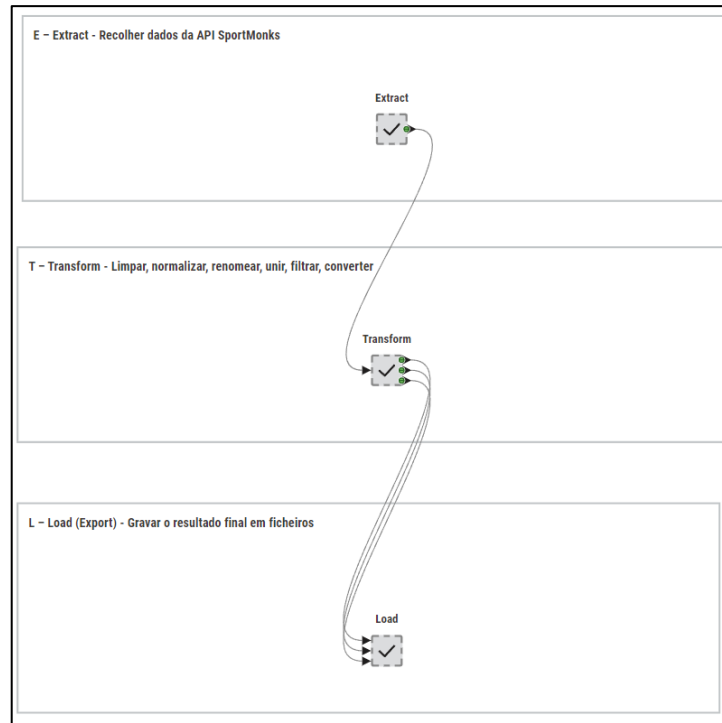 E – Extract - Recolher dados da API SportMonks
Extract
T – Transform - Limpar, normalizar, renomear, unir, filtrar, converter
Transform
L – Load (Export) - Gravar o resultado final em ficheiros
Load